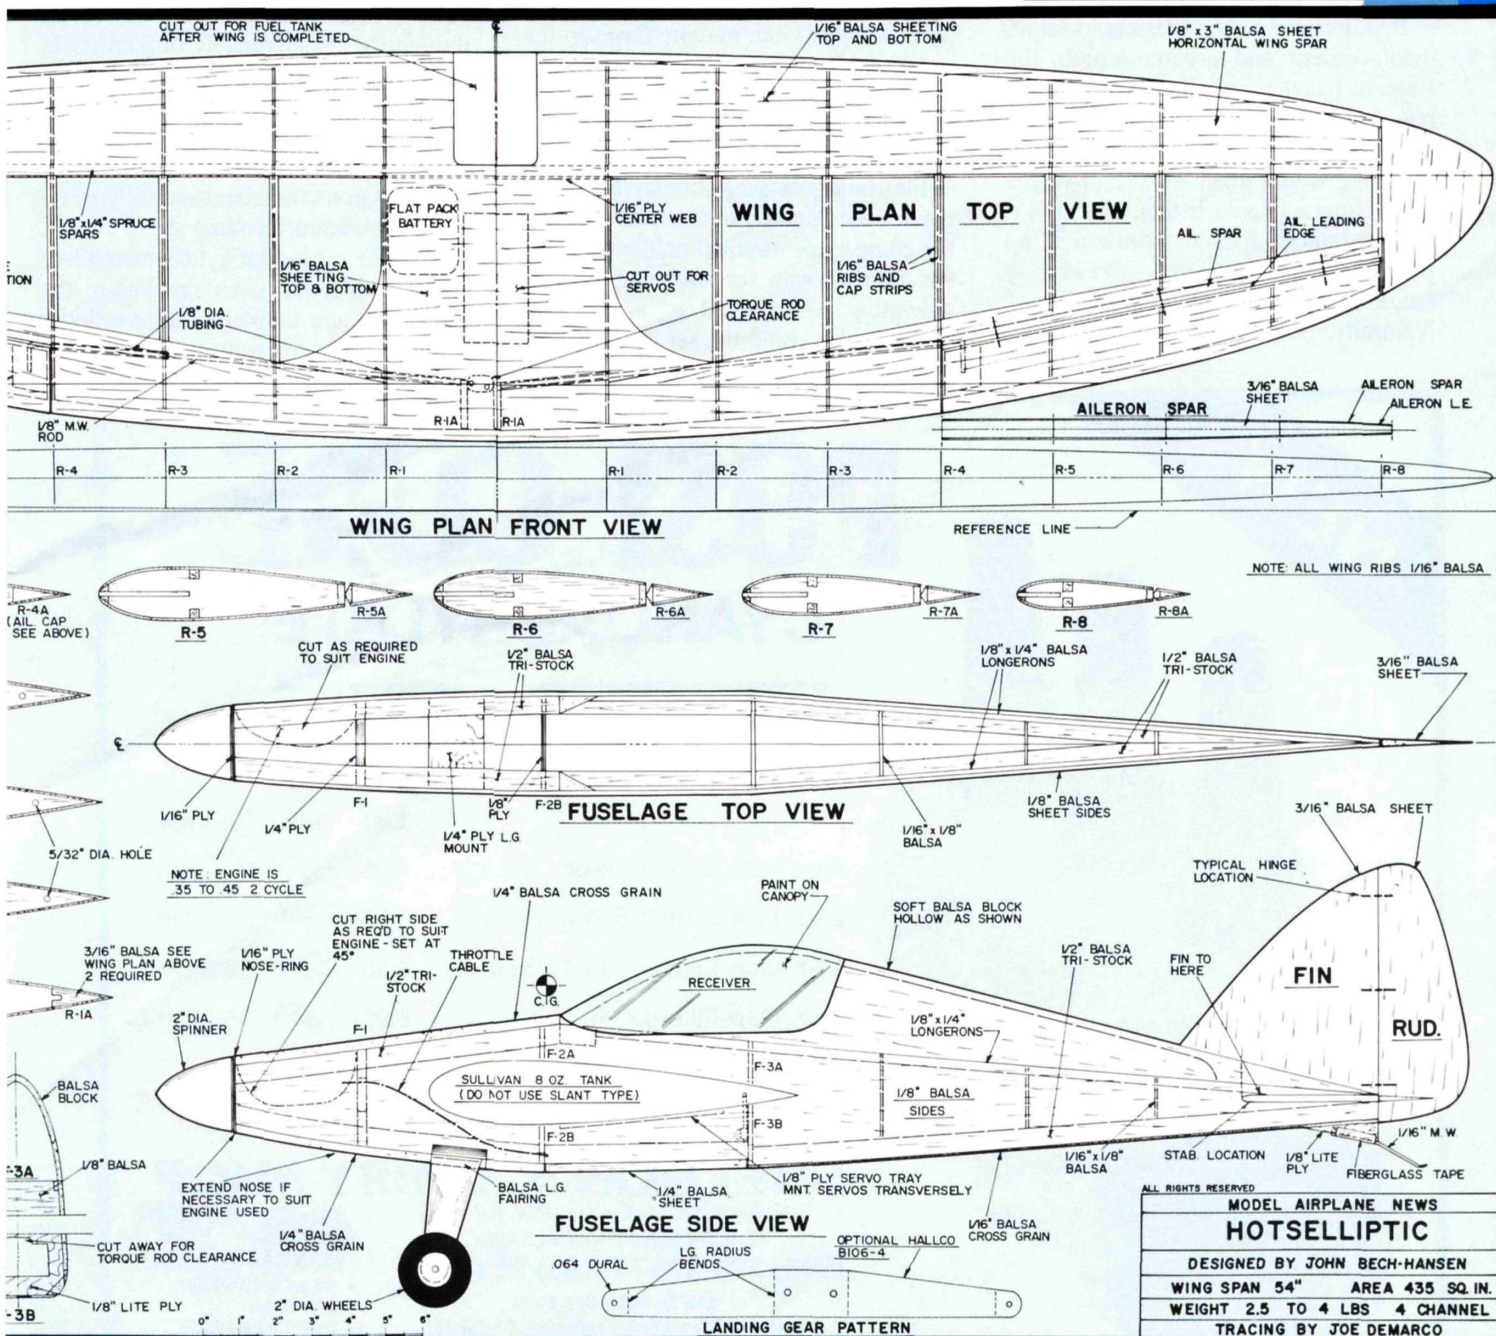 CUT OUT FOR FUEL TANK
AFTER WING IS COMPLETED
℄
1/16" BALSA SHEETING
TOP AND BOTTOM
1/8" x 3" BALSA SHEET
HORIZONTAL WING SPAR
1/8" x 1/4" SPRUCE
SPARS
FLAT PACK
BATTERY
1/16" PLY
CENTER WEB
WING PLAN TOP VIEW
AIL. SPAR
AIL. LEADING
EDGE
TION
1/16" BALSA
SHEETING
TOP & BOTTOM
CUT OUT FOR
SERVOS
1/16" BALSA
RIBS AND
CAP STRIPS
1/8" DIA.
TUBING
TORQUE ROD
CLEARANCE
1/8" M.W.
ROD
R-1A
R-1A
3/16" BALSA
SHEET
AILERON SPAR
AILERON L.E.
AILERON SPAR
R-4
R-3
R-2
R-1
R-1
R-2
R-3
R-4
R-5
R-6
R-7
R-8
WING PLAN FRONT VIEW
REFERENCE LINE
NOTE: ALL WING RIBS 1/16" BALSA
R-4A
(AIL. CAP
SEE ABOVE)
R-5
R-5A
R-6
R-6A
R-7
R-7A
R-8
R-8A
CUT AS REQUIRED
TO SUIT ENGINE
1/2" BALSA
TRI-STOCK
1/8" x 1/4" BALSA
LONGERONS
1/2" BALSA
TRI-STOCK
3/16" BALSA
SHEET
℄
1/16" PLY
1/4" PLY
F-1
1/4" PLY L.G.
MOUNT
1/8"
PLY
F-2B
FUSELAGE TOP VIEW
1/16" x 1/8"
BALSA
1/8" BALSA
SHEET SIDES
3/16" BALSA SHEET
5/32" DIA. HOLE
NOTE: ENGINE IS
.35 TO .45 2 CYCLE
1/4" BALSA CROSS GRAIN
PAINT ON
CANOPY
SOFT BALSA BLOCK
HOLLOW AS SHOWN
TYPICAL HINGE
LOCATION
3/16" BALSA SEE
WING PLAN ABOVE
2 REQUIRED
R-1A
1/16" PLY
NOSE-RING
CUT RIGHT SIDE
AS REQ'D TO SUIT
ENGINE - SET AT
45°
1/2" TRI-
STOCK
THROTTLE
CABLE
C.G.
RECEIVER
1/2" BALSA
TRI-STOCK
FIN TO
HERE
FIN
RUD.
2" DIA.
SPINNER
F-1
1/8" x 1/4"
LONGERONS
F-2A
F-3A
SULLIVAN 8 OZ. TANK
(DO NOT USE SLANT TYPE)
1/8" BALSA
SIDES
F-2B
F-3B
BALSA
BLOCK
F-3A
1/8" BALSA
EXTEND NOSE IF
NECESSARY TO SUIT
ENGINE USED
1/4" BALSA
CROSS GRAIN
BALSA L.G.
FAIRING
1/4" BALSA
SHEET
1/8" PLY SERVO TRAY
MNT. SERVOS TRANSVERSELY
1/16" x 1/8"
BALSA
STAB. LOCATION
1/8" LITE
PLY
1/16" M.W.
FIBERGLASS TAPE
1/16" BALSA
CROSS GRAIN
CUT AWAY FOR
TORQUE ROD CLEARANCE
F-3B
1/8" LITE PLY
2" DIA. WHEELS
0" 1" 2" 3" 4" 5" 6"
FUSELAGE SIDE VIEW
.064 DURAL
L.G. RADIUS
BENDS
OPTIONAL HALLCO
B106-4
LANDING GEAR PATTERN
ALL RIGHTS RESERVED
MODEL AIRPLANE NEWS
HOTSELLIPTIC
DESIGNED BY JOHN BECH-HANSEN
WING SPAN 54" AREA 435 SQ. IN.
WEIGHT 2.5 TO 4 LBS 4 CHANNEL
TRACING BY JOE DEMARCO